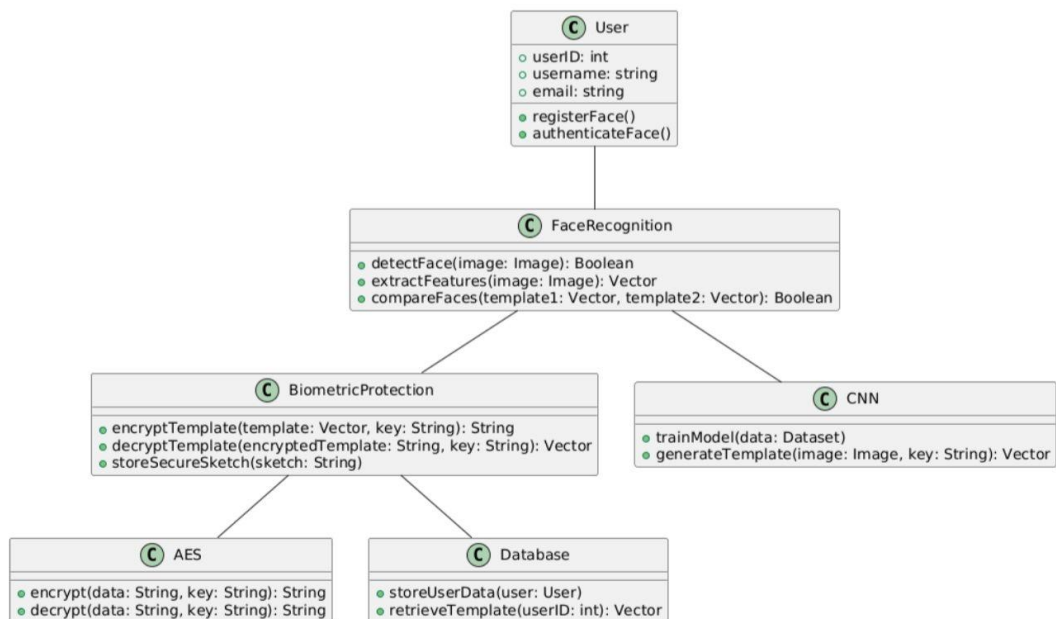 C User
userID: int
username: string
email: string
registerFace()
authenticateFace()
C FaceRecognition
detectFace(image: Image): Boolean
extractFeatures(image: Image): Vector
compareFaces(template1: Vector, template2: Vector): Boolean
C BiometricProtection
encryptTemplate(template: Vector, key: String): String
decryptTemplate(encryptedTemplate: String, key: String): Vector
storeSecureSketch(sketch: String)
C CNN
trainModel(data: Dataset)
generateTemplate(image: Image, key: String): Vector
C AES
encrypt(data: String, key: String): String
decrypt(data: String, key: String): String
C Database
storeUserData(user: User)
retrieveTemplate(userID: int): Vector